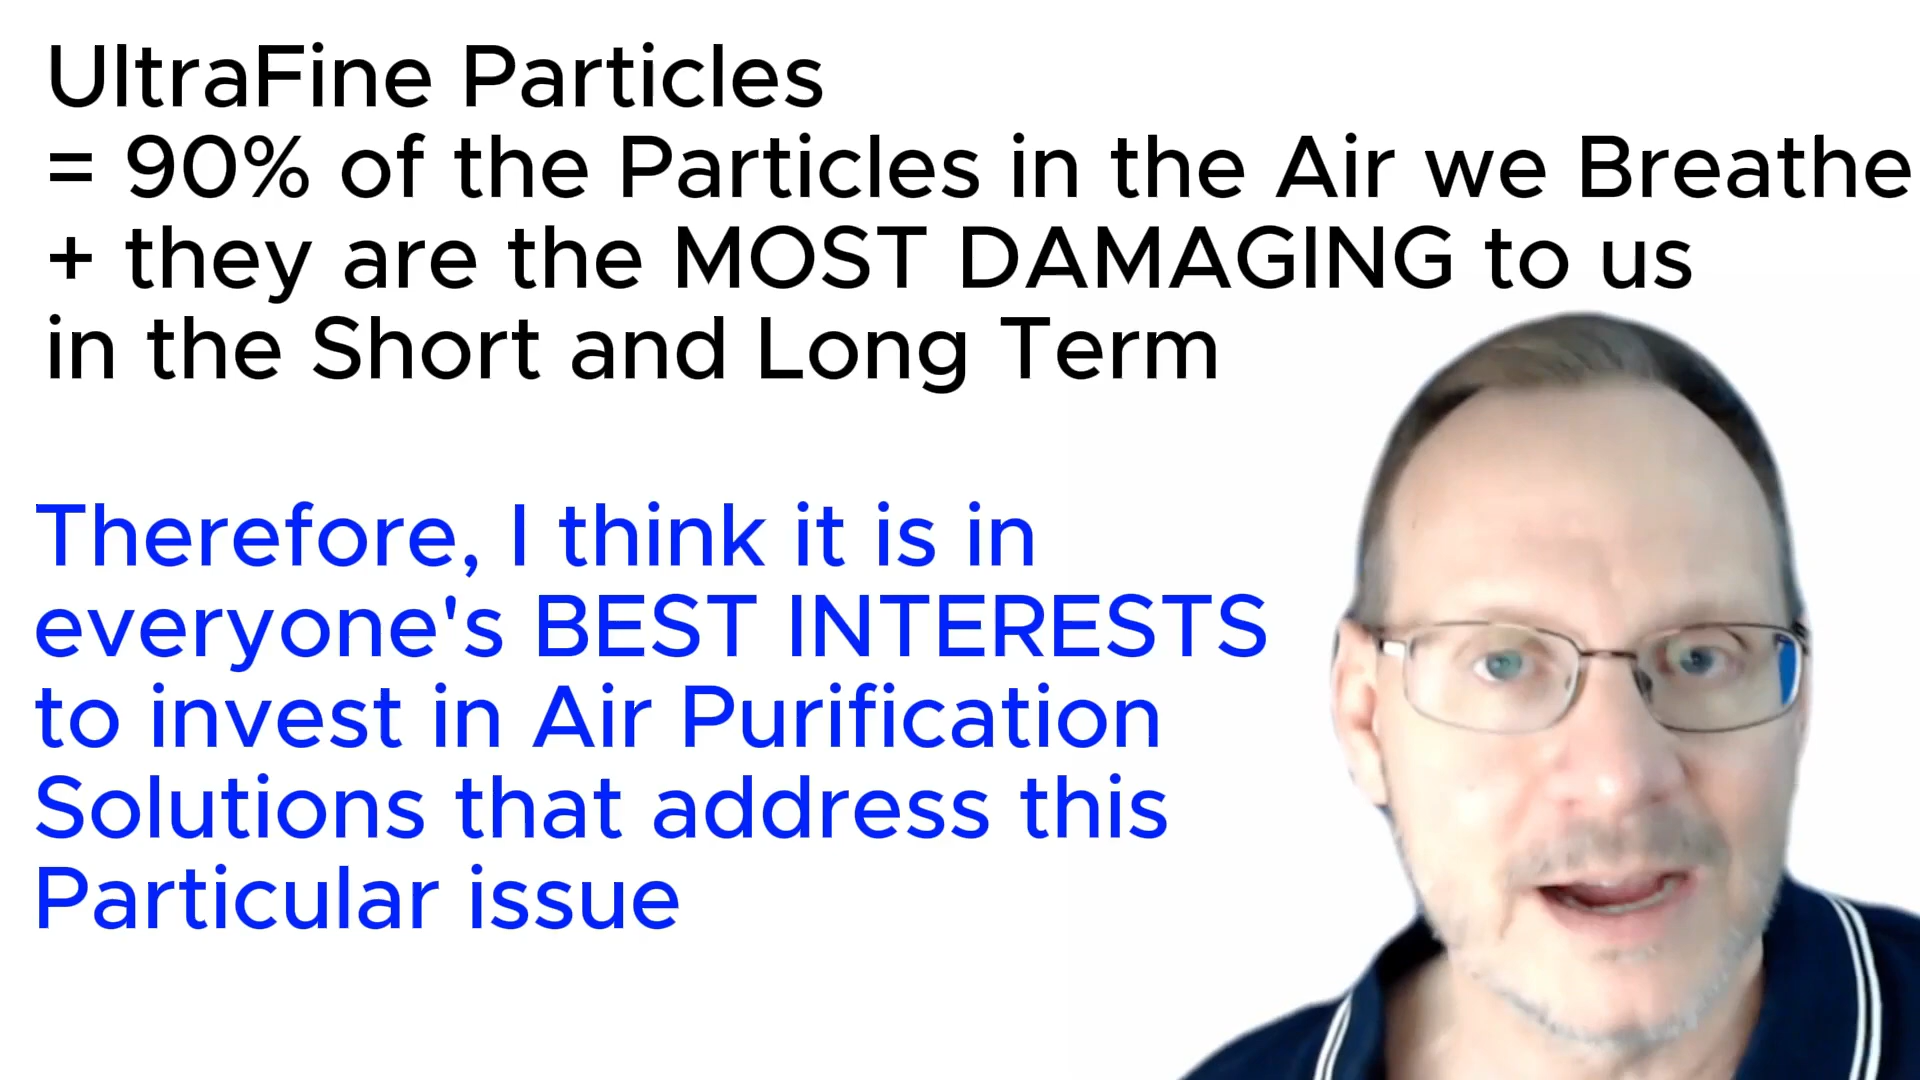 UltraFine Particles
= 90% of the Particles in the Air we Breathe
+ they are the MOST DAMAGING to us
in the Short and Long Term
Therefore, I think it is in
everyone's BEST INTERESTS
to invest in Air Purification
Solutions that address this
Particular issue